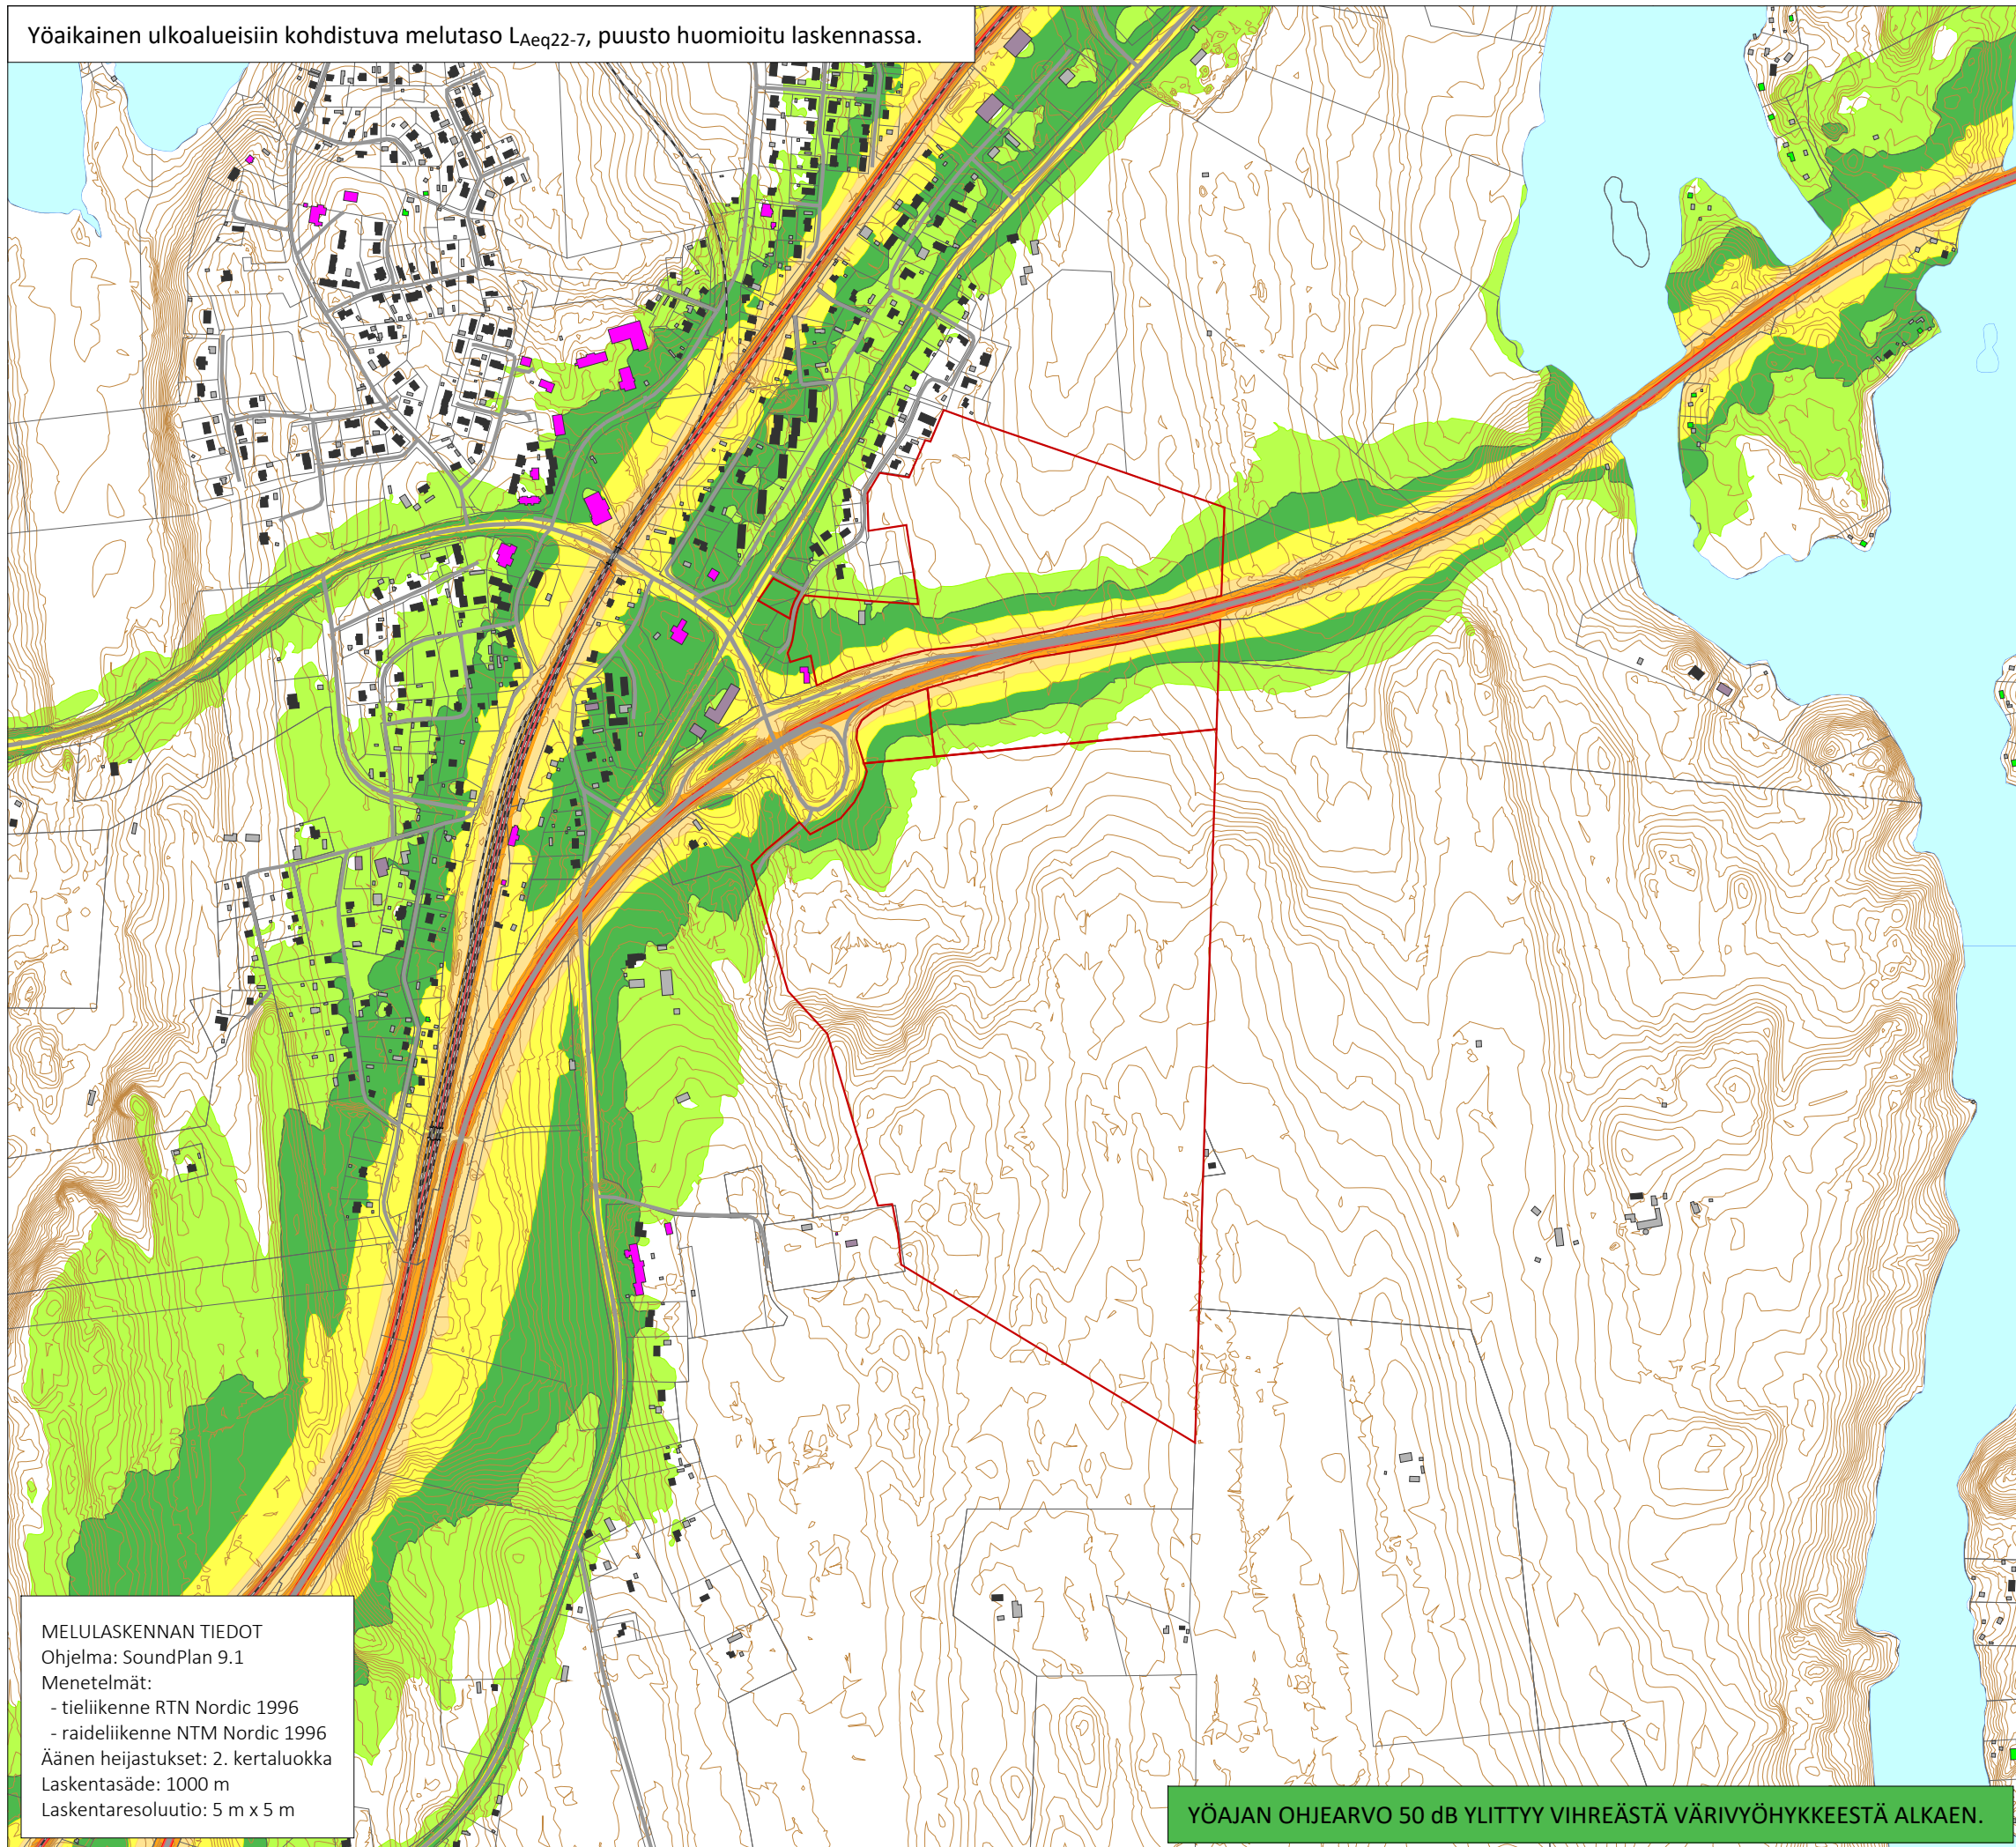 Yöaikainen ulkoalueisiin kohdistuva melutaso LAeq22-7, puusto huomioitu laskennassa.
MELULASKENNAN TIEDOT
Ohjelma: SoundPlan 9.1
Menetelmät:
- tieliikenne RTN Nordic 1996
- raideliikenne NTM Nordic 1996
Äänen heijastukset: 2. kertaluokka
Laskentasäde: 1000 m
Laskentaresoluutio: 5 m x 5 m
YÖAJAN OHJEARVO 50 dB YLITTYY VIHREÄSTÄ VÄRIVYÖHYKKEESTÄ ALKAEN.